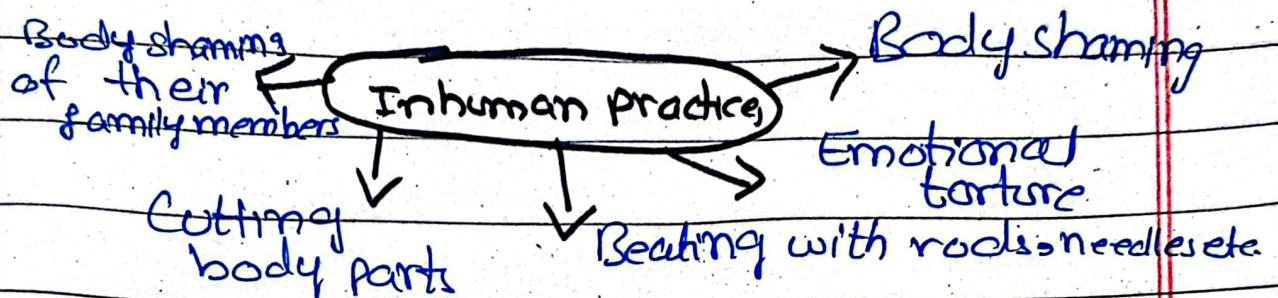 Body shaming
of their
family members
Inhuman practices
Body shaming
Emotional
torture
Cutting
body parts
Beating with rods, needles etc.